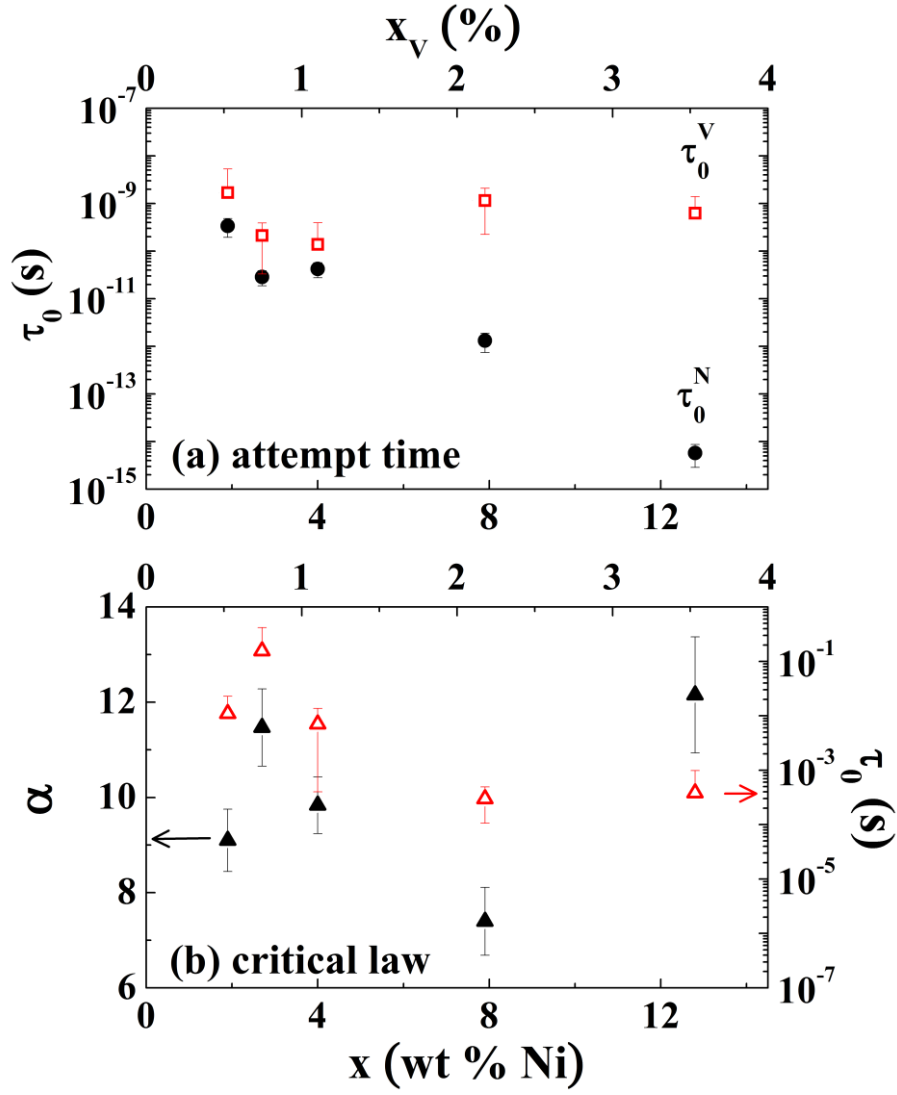 x_V (%)
0 1 2 3 4
10^-7
10^-9
10^-11
10^-13
10^-15
τ_0 (s)
τ_0^V
τ_0^N
(a) attempt time
0 4 8 12
0 1 2 3 4
14
12
10
8
6
α
10^-1
10^-3
10^-5
10^-7
τ_0 (s)
(b) critical law
0 4 8 12
x (wt % Ni)